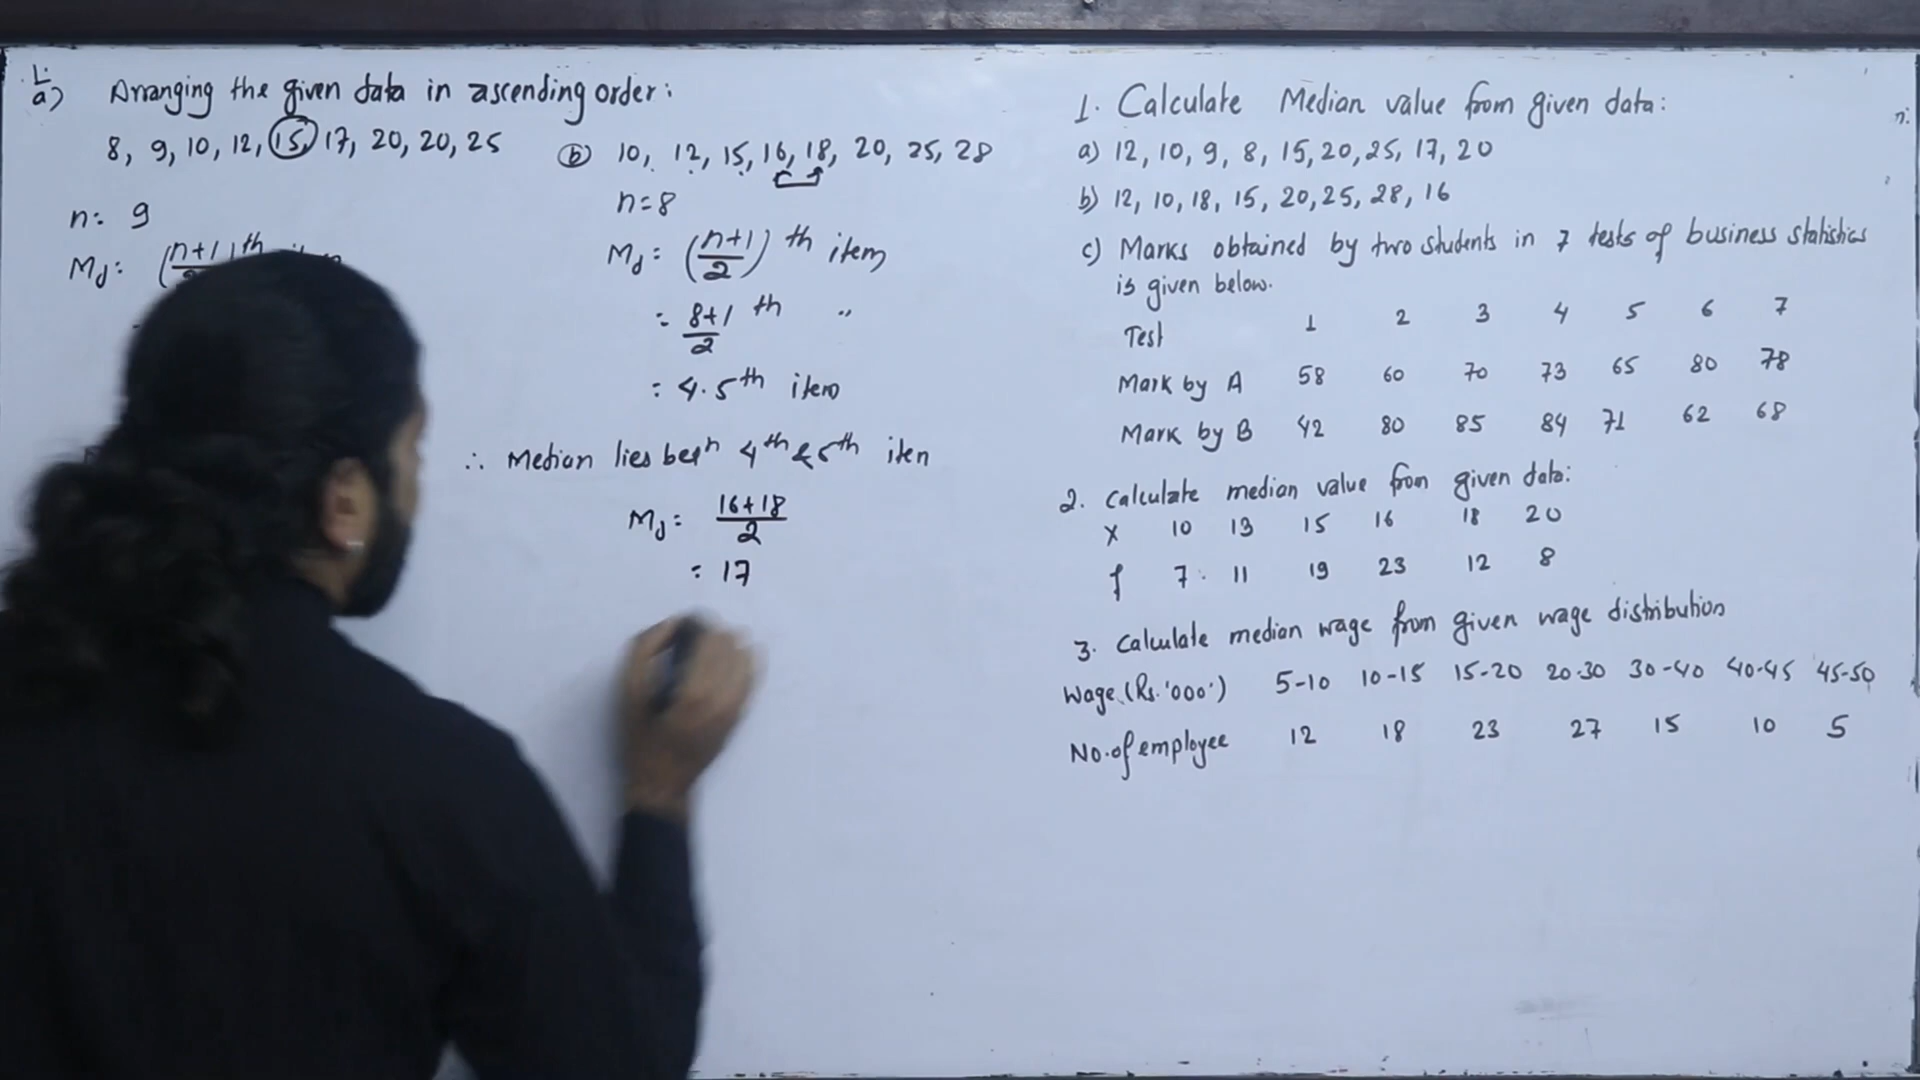 1.
a) Arranging the given data in ascending order:
8, 9, 10, 12, 15, 17, 20, 20, 25
n= 9
Md= (n+1)th
b) 10, 12, 15, 16, 18, 20, 25, 28
n=8
Md= (n+1/2)th item
= 8+1/2 th "
= 4.5th item
∴ Median lies betn 4th & 5th iten
Md= 16+18/2
= 17
1. Calculate Median value from given data:
a) 12, 10, 9, 8, 15, 20, 25, 17, 20
b) 12, 10, 18, 15, 20, 25, 28, 16
c) Marks obtained by two students in 7 tests of business statistics
is given below.
Test 1 2 3 4 5 6 7
Mark by A 58 60 70 73 65 80 78
Mark by B 42 80 85 84 71 62 68
2. Calculate median value from given data:
X 10 13 15 16 18 20
f 7 11 19 23 12 8
3. Calculate median wage from given wage distribution
Wage (Rs.'000') 5-10 10-15 15-20 20-30 30-40 40-45 45-50
No. of employee 12 18 23 27 15 10 5